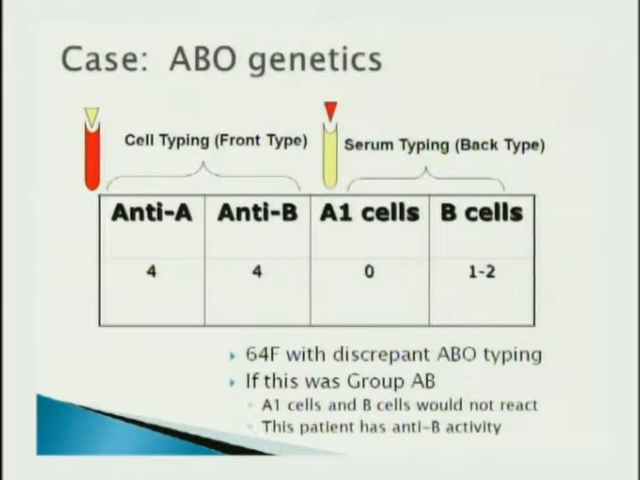 Case: ABO genetics
Cell Typing (Front Type)
Serum Typing (Back Type)
Anti-A Anti-B A1 cells B cells
4 4 0 1-2
64F with discrepant ABO typing
If this was Group AB
A1 cells and B cells would not react
This patient has anti-B activity